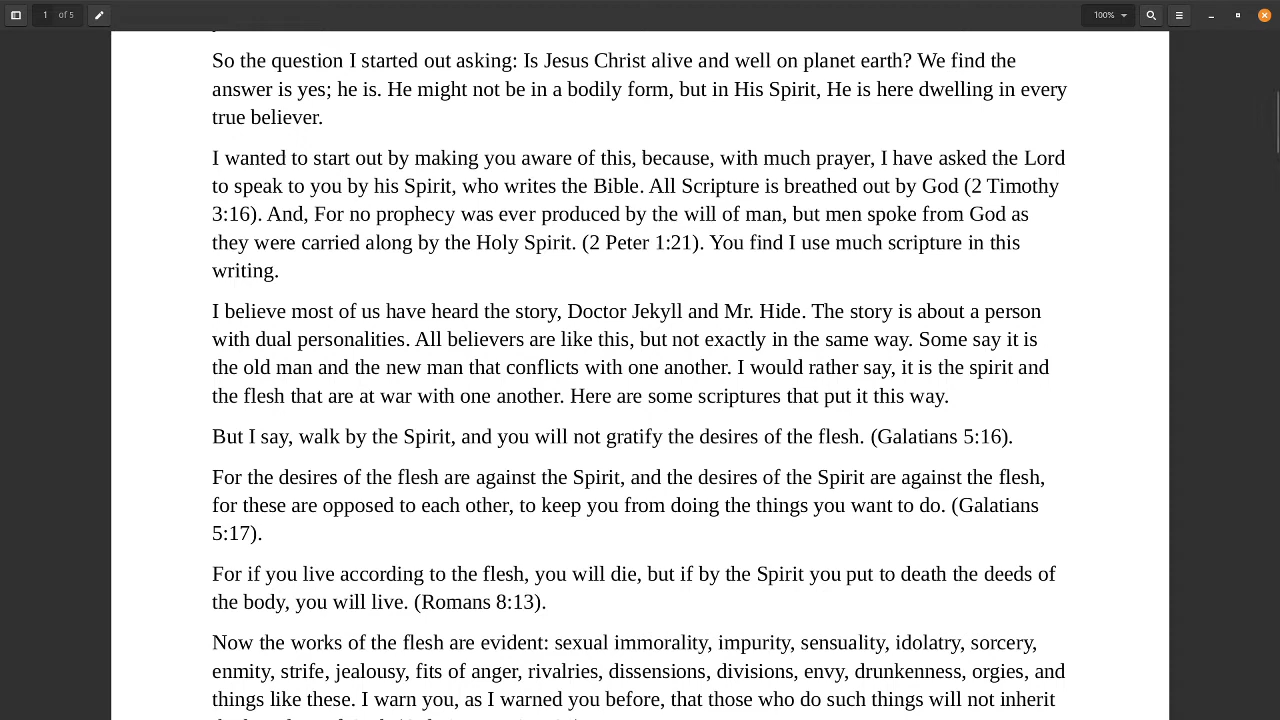 1 of 5
100%
So the question I started out asking: Is Jesus Christ alive and well on planet earth? We find the
answer is yes; he is. He might not be in a bodily form, but in His Spirit, He is here dwelling in every
true believer.
I wanted to start out by making you aware of this, because, with much prayer, I have asked the Lord
to speak to you by his Spirit, who writes the Bible. All Scripture is breathed out by God (2 Timothy
3:16). And, For no prophecy was ever produced by the will of man, but men spoke from God as
they were carried along by the Holy Spirit. (2 Peter 1:21). You find I use much scripture in this
writing.
I believe most of us have heard the story, Doctor Jekyll and Mr. Hide. The story is about a person
with dual personalities. All believers are like this, but not exactly in the same way. Some say it is
the old man and the new man that conflicts with one another. I would rather say, it is the spirit and
the flesh that are at war with one another. Here are some scriptures that put it this way.
But I say, walk by the Spirit, and you will not gratify the desires of the flesh. (Galatians 5:16).
For the desires of the flesh are against the Spirit, and the desires of the Spirit are against the flesh,
for these are opposed to each other, to keep you from doing the things you want to do. (Galatians
5:17).
For if you live according to the flesh, you will die, but if by the Spirit you put to death the deeds of
the body, you will live. (Romans 8:13).
Now the works of the flesh are evident: sexual immorality, impurity, sensuality, idolatry, sorcery,
enmity, strife, jealousy, fits of anger, rivalries, dissensions, divisions, envy, drunkenness, orgies, and
things like these. I warn you, as I warned you before, that those who do such things will not inherit